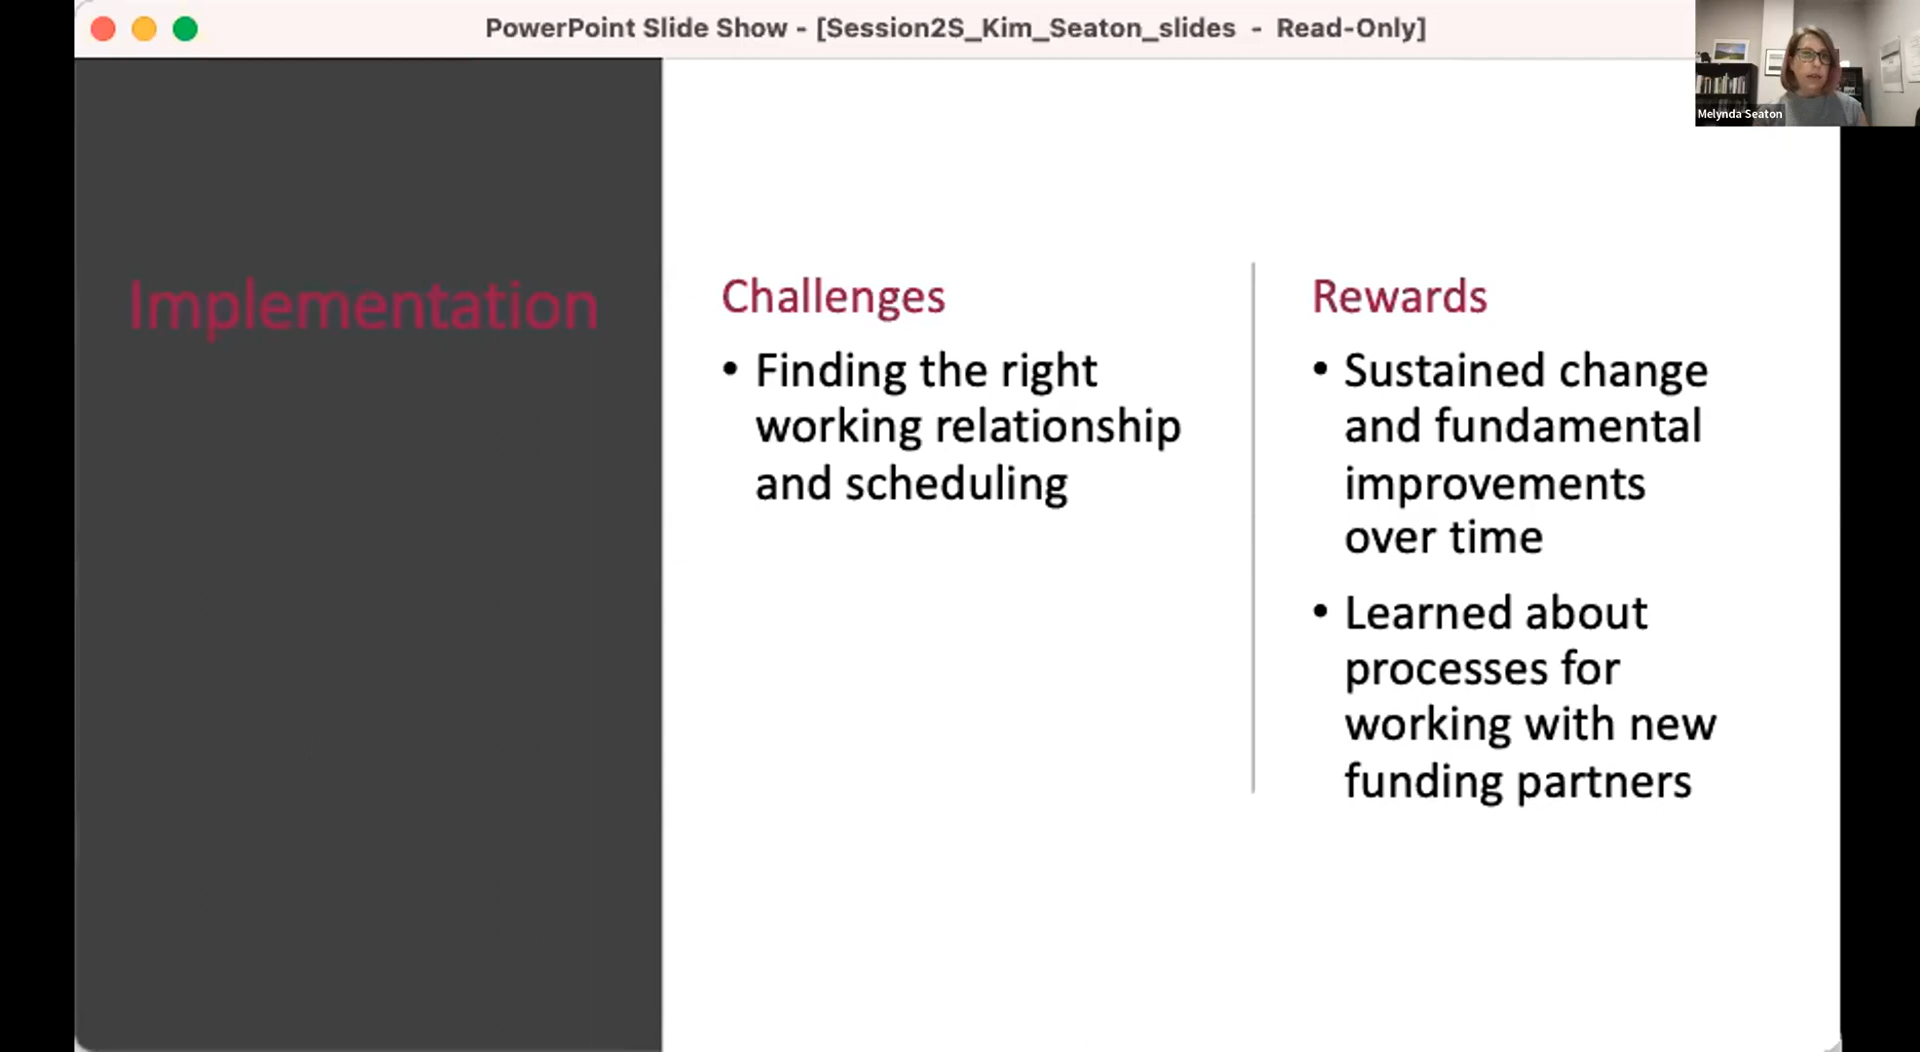 PowerPoint Slide Show - [Session2S_Kim_Seaton_slides - Read-Only]
Melynda Seaton
Implementation
Challenges
• Finding the right
working relationship
and scheduling
Rewards
• Sustained change
and fundamental
improvements
over time
• Learned about
processes for
working with new
funding partners